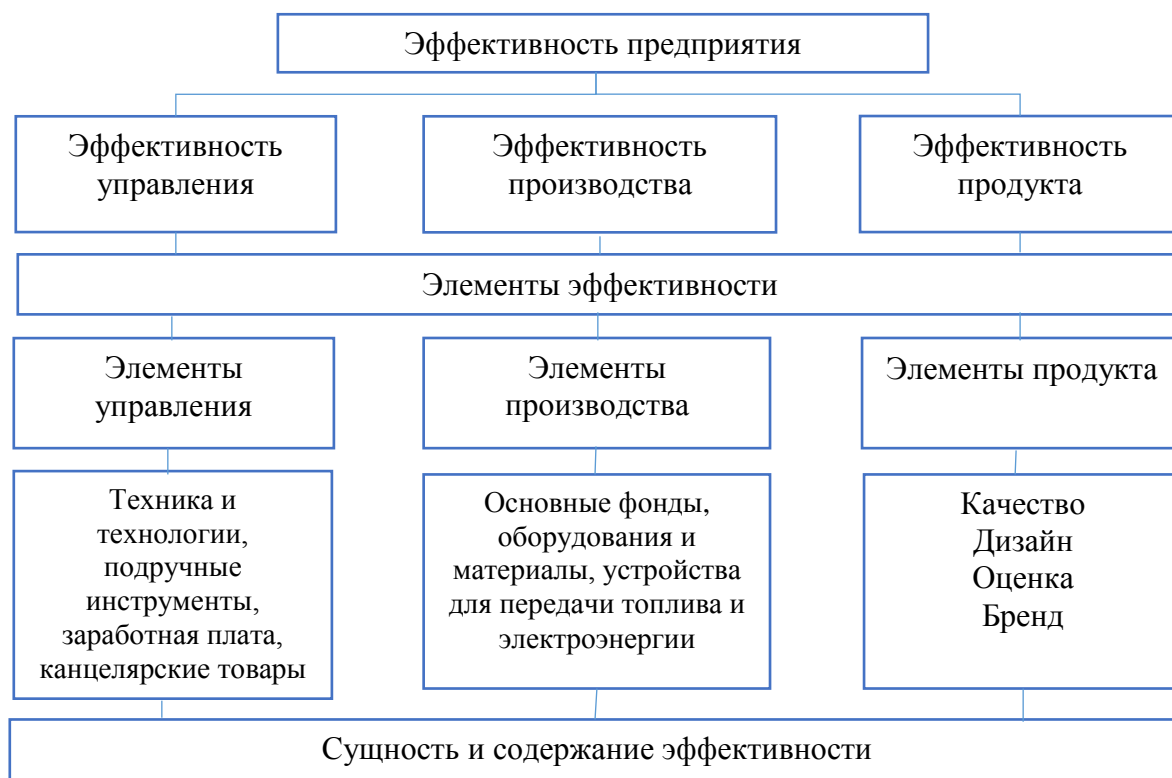 Эффективность предприятия
Эффективность
управления
Эффективность
производства
Эффективность
продукта
Элементы эффективности
Элементы
управления
Элементы
производства
Элементы продукта
Техника и
технологии,
подручные
инструменты,
заработная плата,
канцелярские товары
Основные фонды,
оборудования и
материалы, устройства
для передачи топлива и
электроэнергии
Качество
Дизайн
Оценка
Бренд
Сущность и содержание эффективности